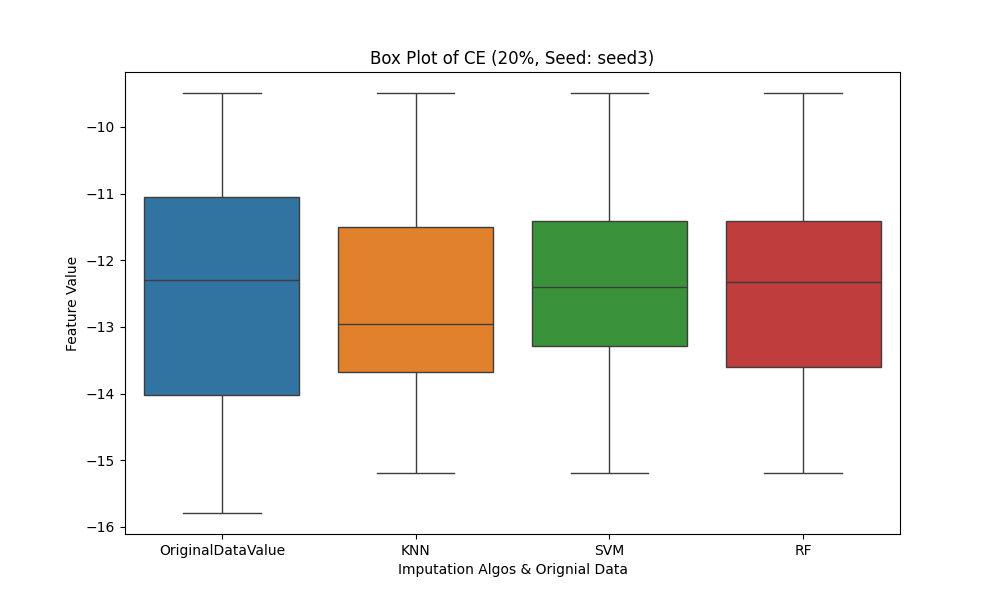 Box Plot of CE (20%, Seed: seed3)
Feature Value
−10
−11
−12
−13
−14
−15
−16
OriginalDataValue KNN SVM RF
Imputation Algos & Orignial Data